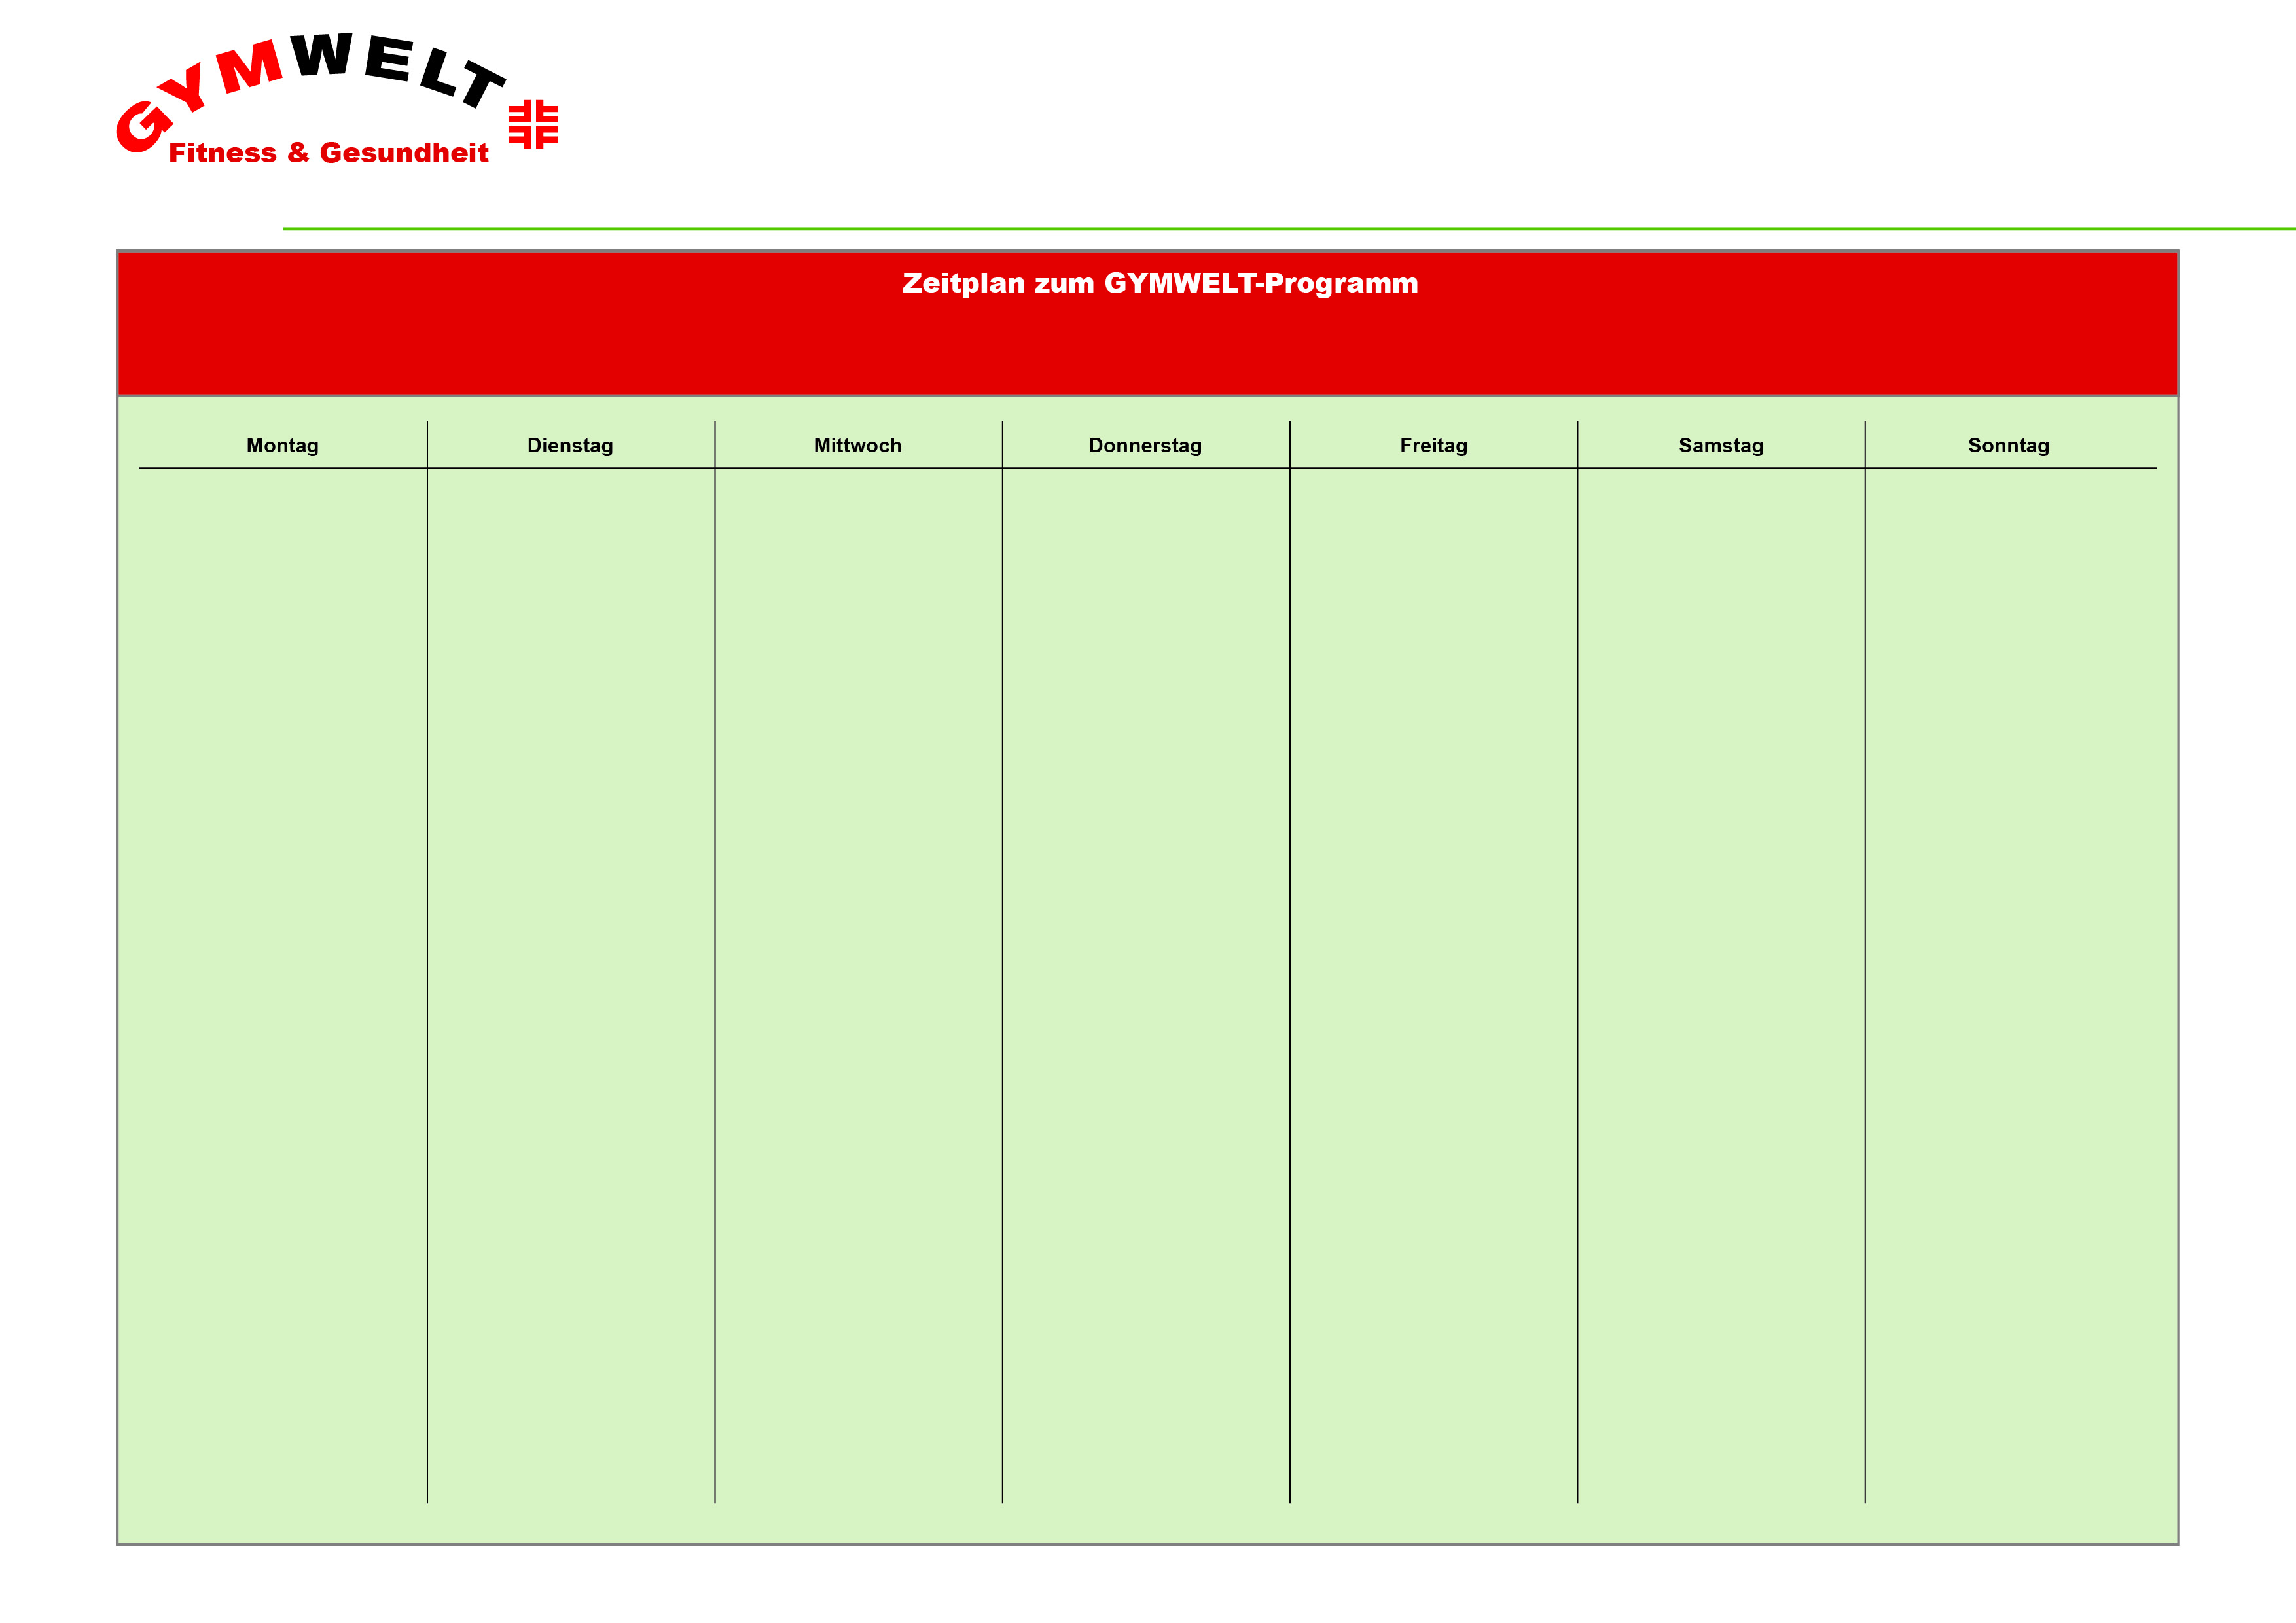 GYMWELT
Fitness & Gesundheit
Zeitplan zum GYMWELT-Programm
Montag Dienstag Mittwoch Donnerstag Freitag Samstag Sonntag